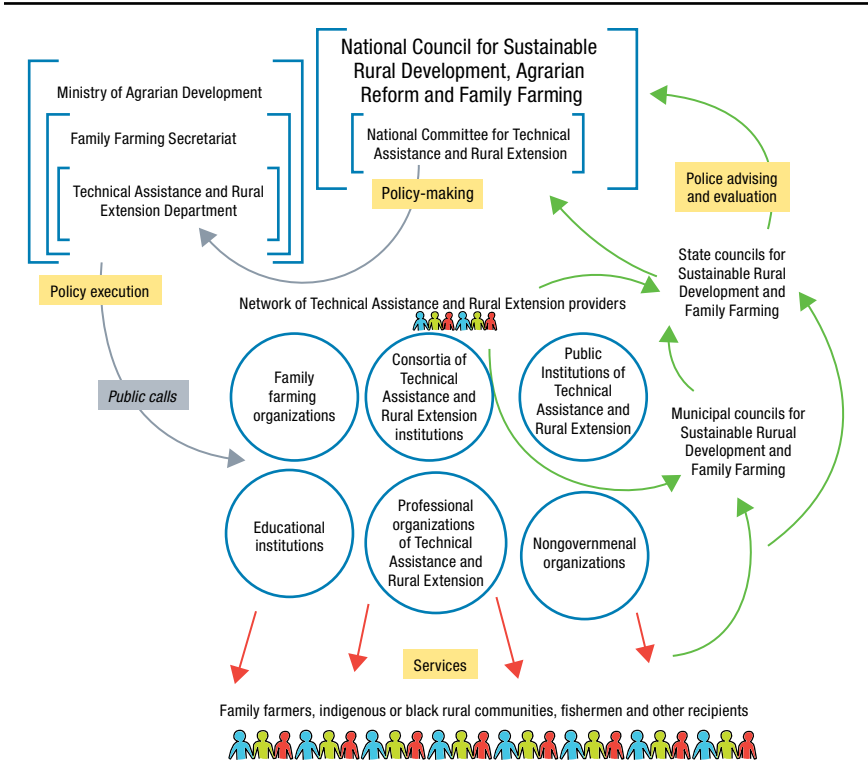 National Council for Sustainable
Rural Development, Agrarian
Reform and Family Farming
National Committee for Technical
Assistance and Rural Extension
Policy-making
Ministry of Agrarian Development
Family Farming Secretariat
Technical Assistance and Rural
Extension Department
Policy execution
Public calls
Police advising
and evaluation
State councils for
Sustainable Rural
Development and
Family Farming
Network of Technical Assistance and Rural Extension providers
Family
farming
organizations
Consortia of
Technical
Assistance and
Rural Extension
institutions
Public
Institutions of
Technical
Assistance and
Rural Extension
Municipal councils for
Sustainable Rurual
Development and
Family Farming
Educational
institutions
Professional
organizations
of Technical
Assistance and
Rural Extension
Nongovernmenal
organizations
Services
Family farmers, indigenous or black rural communities, fishermen and other recipients